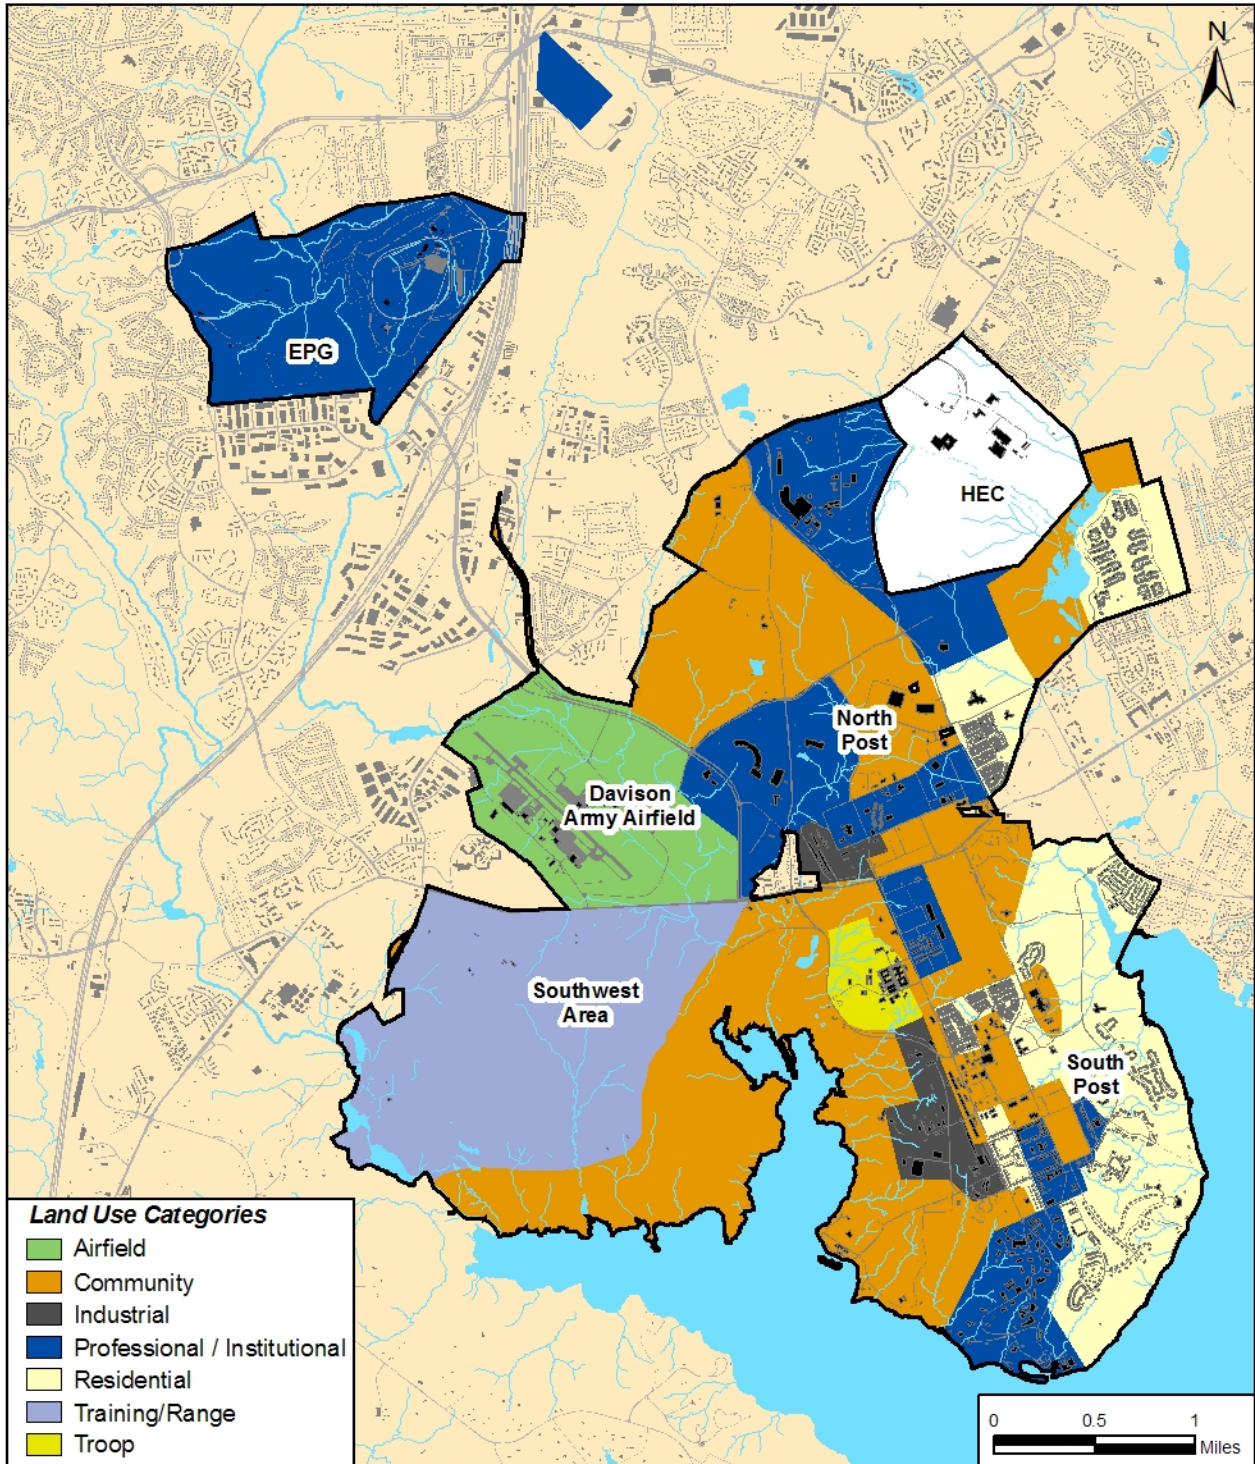 N
EPG
HEC
North
Post
Davison
Army Airfield
Southwest
Area
South
Post
Land Use Categories
Airfield
Community
Industrial
Professional / Institutional
Residential
Training/Range
Troop
0 0.5 1
Miles